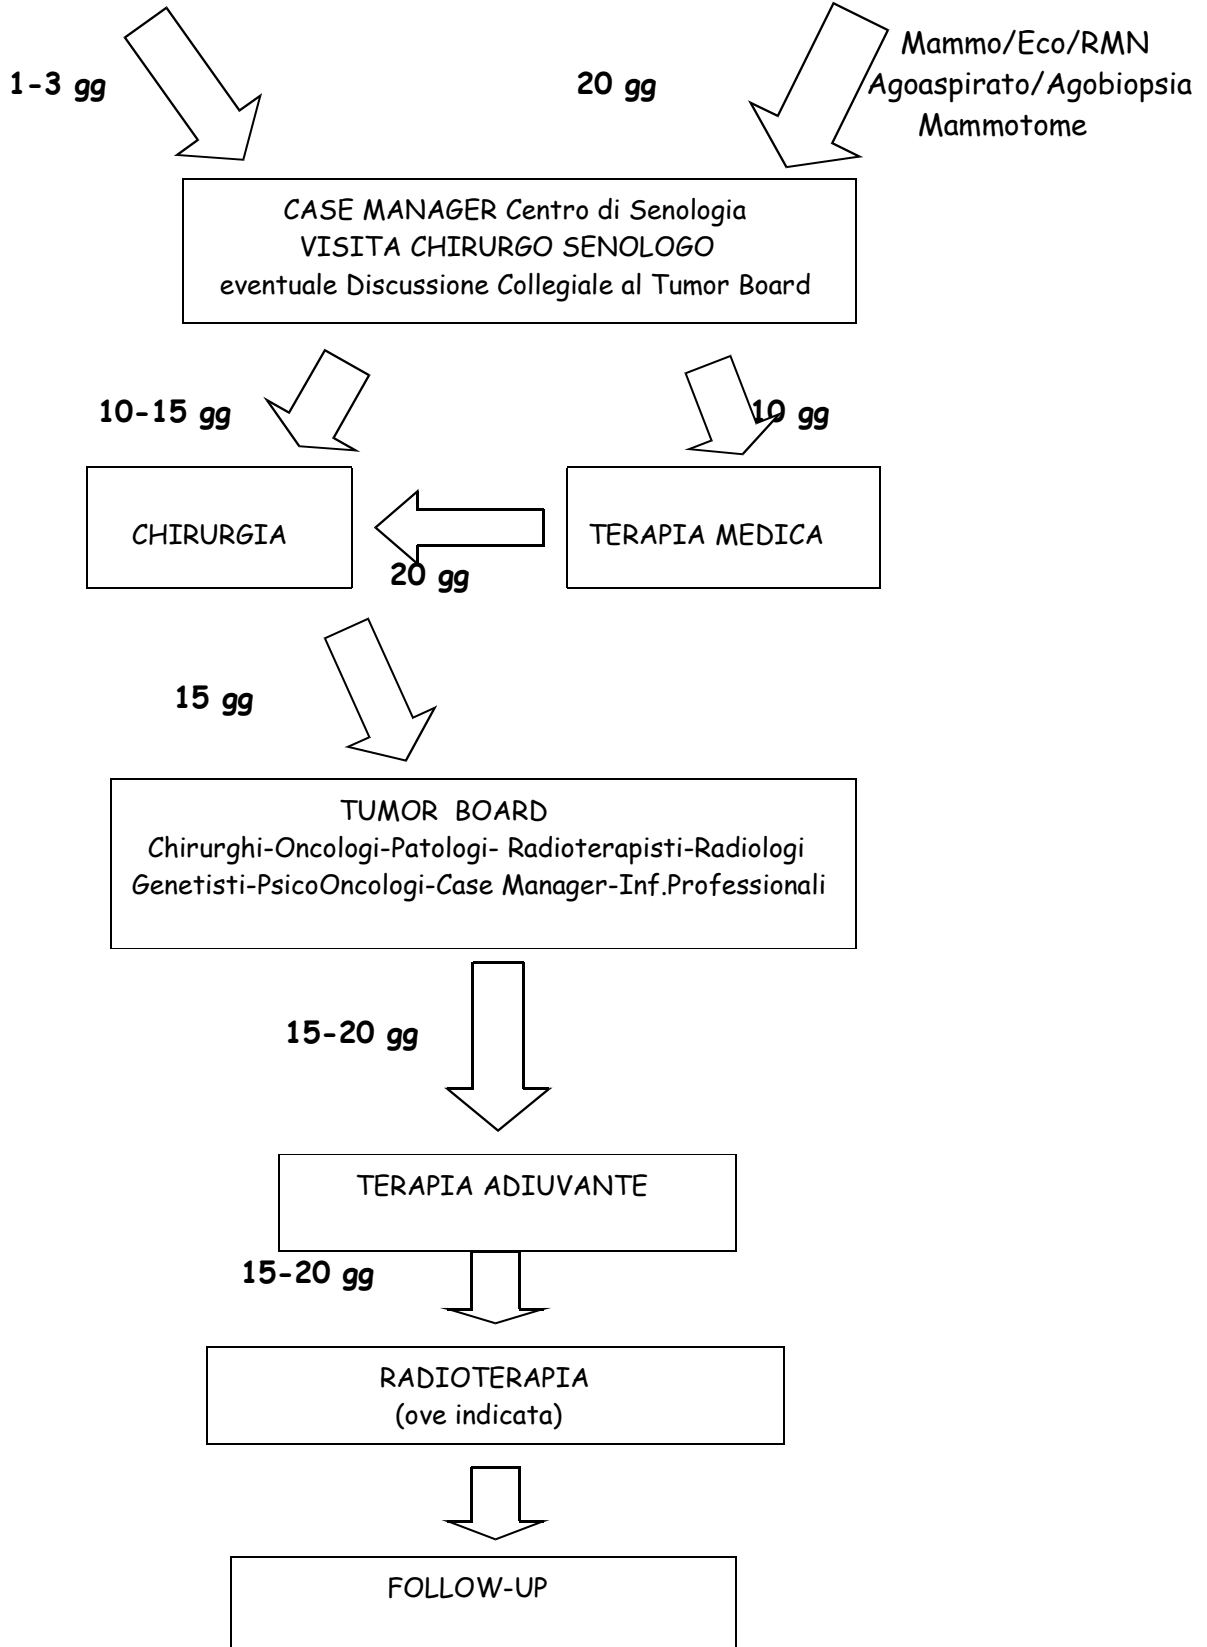 Mammo/Eco/RMN
1-3 gg
20 gg
Agoaspirato/Agobiopsia
Mammotome
CASE MANAGER Centro di Senologia
VISITA CHIRURGO SENOLOGO
eventuale Discussione Collegiale al Tumor Board
10-15 gg
10 gg
CHIRURGIA
TERAPIA MEDICA
20 gg
15 gg
TUMOR BOARD
Chirurghi-Oncologi-Patologi- Radioterapisti-Radiologi
Genetisti-PsicoOncologi-Case Manager-Inf.Professionali
15-20 gg
TERAPIA ADIUVANTE
15-20 gg
RADIOTERAPIA
(ove indicata)
FOLLOW-UP